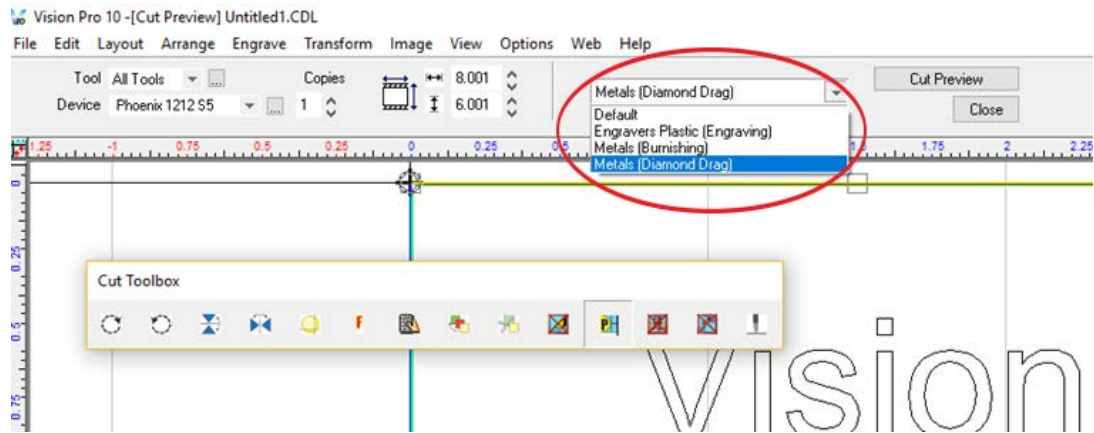 Vision Pro 10 -[Cut Preview] Untitled1.CDL
File Edit Layout Arrange Engrave Transform Image View Options Web Help
Tool All Tools ... Copies 8.001 Metals (Diamond Drag) Cut Preview
Device Phoenix 1212 S5 ... 1 6.001 Default Close
Engravers Plastic (Engraving)
Metals (Burnishing)
Metals (Diamond Drag)
1.25 -1 0.75 0.5 0.25 0 0.25 0.5 1.5 1.75 2 2.25
0
0.25
Cut Toolbox
F PH
0.5
0.75
Vision